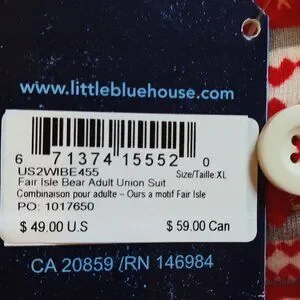 www.littlebluehouse.com
6 71374 15552 0
US2WIBE455 Size/Taille:XL
Fair Isle Bear Adult Union Suit
Combinaison pour adulte – Ours a motif Fair Isle
PO: 1017650
$ 49.00 U.S $ 59.00 Can
CA 20859 /RN 146984